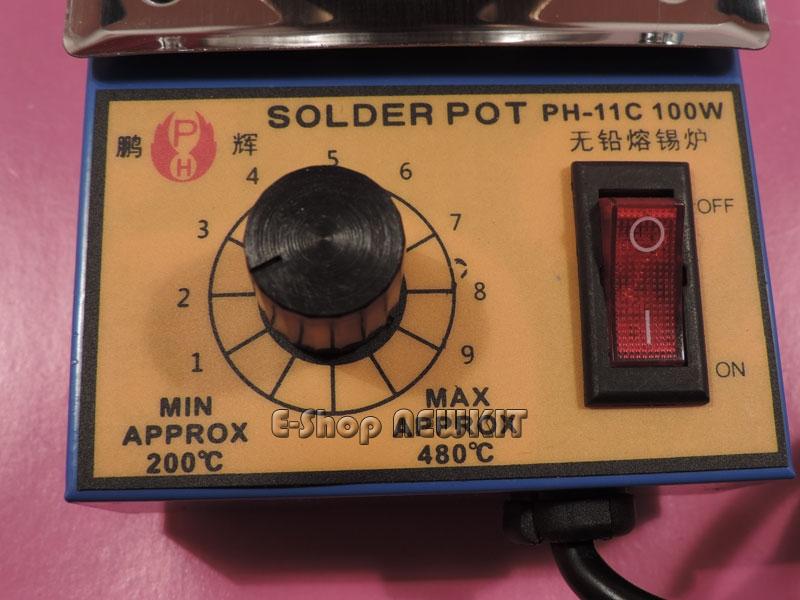 SOLDER POT PH-11C 100W
鹏 PH 辉
无铅熔锡炉
1
2
3
4
5
6
7
8
9
OFF
ON
MIN
APPROX
200℃
MAX
APPROX
480℃
E-Shop NEWKIT